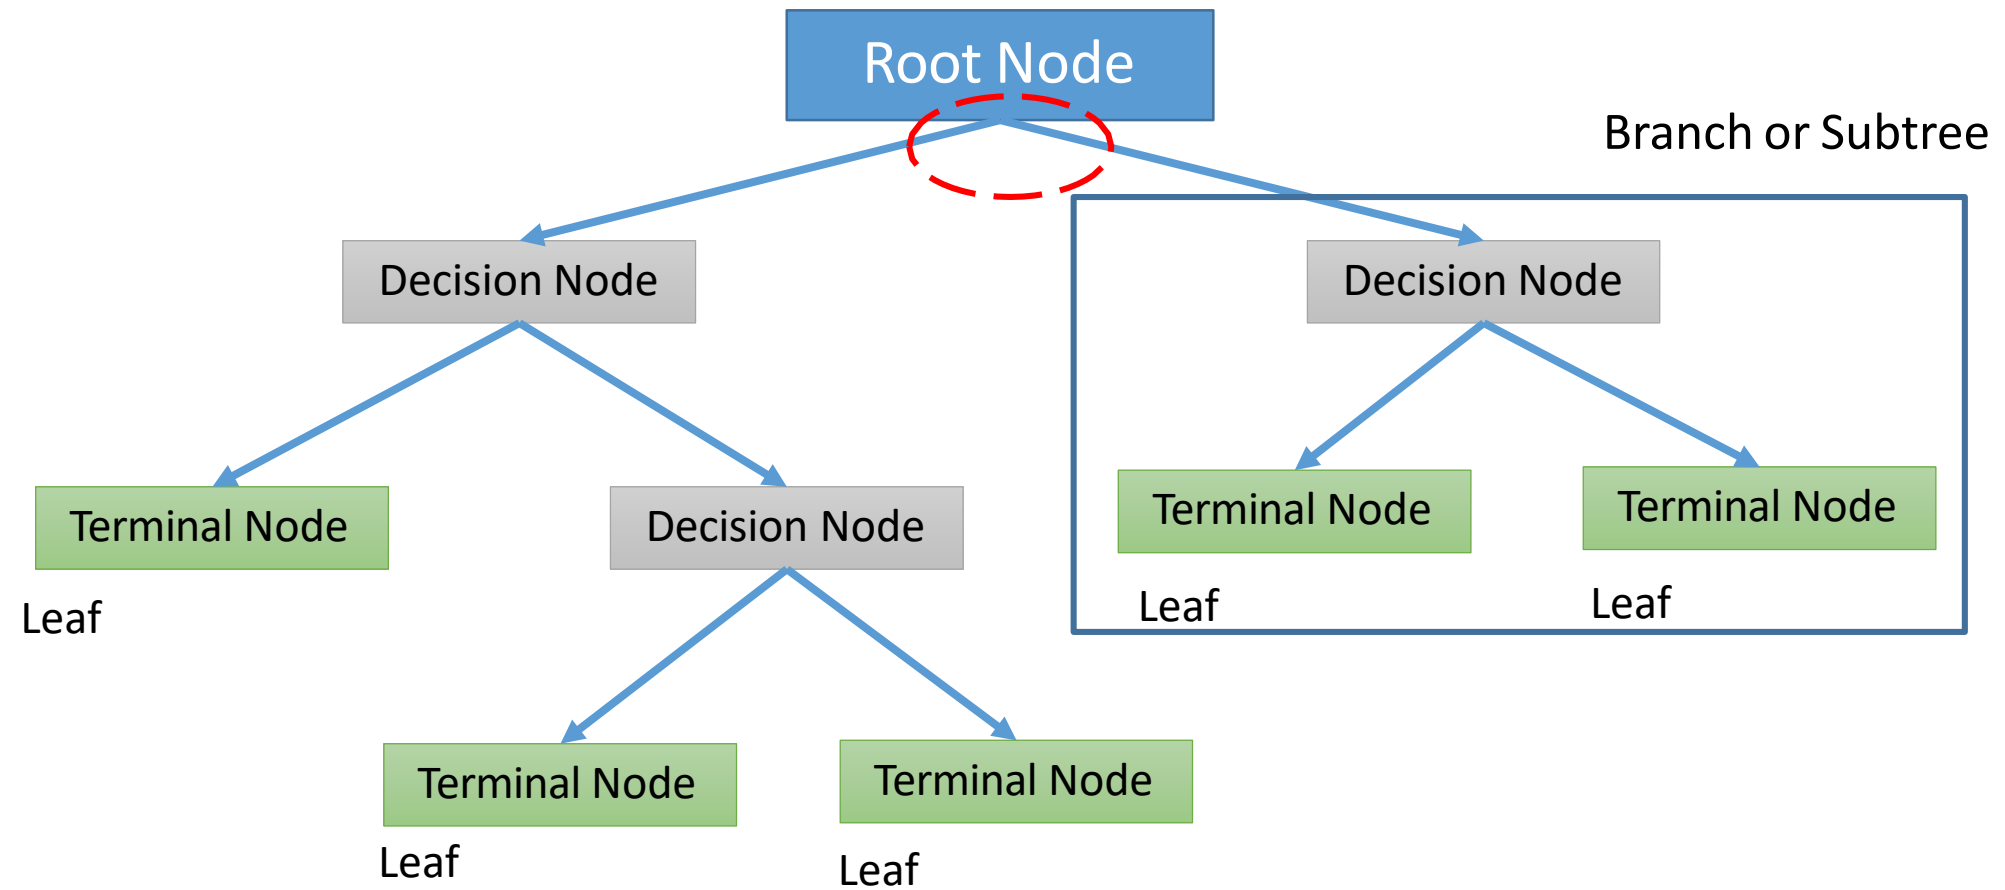 Root Node
Branch or Subtree
Decision Node
Decision Node
Terminal Node
Decision Node
Terminal Node
Terminal Node
Leaf
Leaf
Leaf
Terminal Node
Terminal Node
Leaf
Leaf